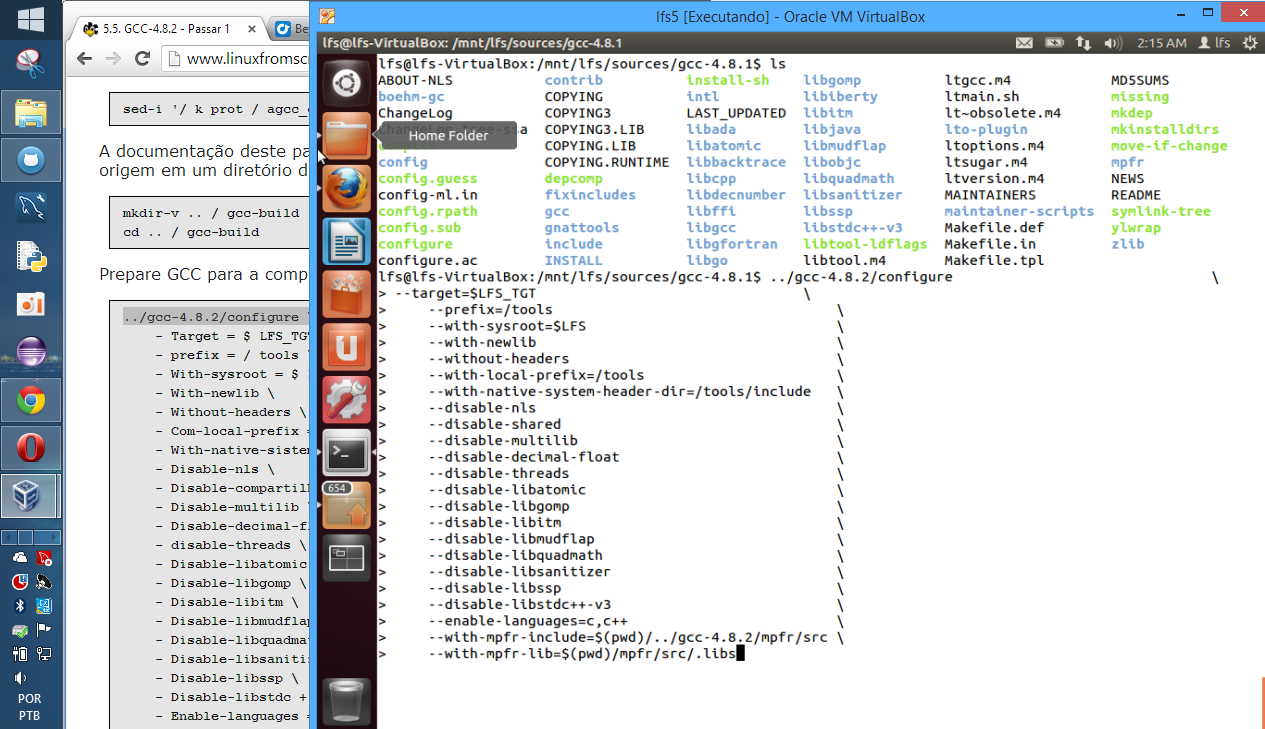 5.5. GCC-4.8.2 - Passar 1
Be
www.linuxfromscr
sed-i '/ k prot / agcc_
A documentação deste pa
origem em um diretório d
mkdir-v .. / gcc-build
cd .. / gcc-build
Prepare GCC para a comp
../gcc-4.8.2/configure \
- Target = $ LFS_TGT
- prefix = / tools \
- With-sysroot = $
- With-newlib \
- Without-headers \
- Com-local-prefix =
- With-native-sistem
- Disable-nls \
- Disable-compartil
- Disable-multilib \
- Disable-decimal-fl
- disable-threads \
- Disable-libatomic
- Disable-libgomp \
- Disable-libitm \
- Disable-libmudflap
- Disable-libquadmat
- Disable-libsanitiz
- Disable-libssp \
- Disable-libstdc +
- Enable-languages =
POR
PTB
lfs5 [Executando] - Oracle VM VirtualBox
lfs@lfs-VirtualBox: /mnt/lfs/sources/gcc-4.8.1
2:15 AM lfs
Home Folder
654
lfs@lfs-VirtualBox:/mnt/lfs/sources/gcc-4.8.1$ ls
ABOUT-NLS contrib install-sh libgomp ltgcc.m4 MD5SUMS
boehm-gc COPYING intl libiberty ltmain.sh missing
ChangeLog COPYING3 LAST_UPDATED libitm lt~obsolete.m4 mkdep
ChangeLog.tree-ssa COPYING3.LIB libada libjava lto-plugin mkinstalldirs
compile COPYING.LIB libatomic libmudflap ltoptions.m4 move-if-change
config COPYING.RUNTIME libbacktrace libobjc ltsugar.m4 mpfr
config.guess depcomp libcpp libquadmath ltversion.m4 NEWS
config-ml.in fixincludes libdecnumber libsanitizer MAINTAINERS README
config.rpath gcc libffi libssp maintainer-scripts symlink-tree
config.sub gnattools libgcc libstdc++-v3 Makefile.def ylwrap
configure include libgfortran libtool-ldflags Makefile.in zlib
configure.ac INSTALL libgo libtool.m4 Makefile.tpl
lfs@lfs-VirtualBox:/mnt/lfs/sources/gcc-4.8.1$ ../gcc-4.8.2/configure \
> --target=$LFS_TGT \
> --prefix=/tools \
> --with-sysroot=$LFS \
> --with-newlib \
> --without-headers \
> --with-local-prefix=/tools \
> --with-native-system-header-dir=/tools/include \
> --disable-nls \
> --disable-shared \
> --disable-multilib \
> --disable-decimal-float \
> --disable-threads \
> --disable-libatomic \
> --disable-libgomp \
> --disable-libitm \
> --disable-libmudflap \
> --disable-libquadmath \
> --disable-libsanitizer \
> --disable-libssp \
> --disable-libstdc++-v3 \
> --enable-languages=c,c++ \
> --with-mpfr-include=$(pwd)/../gcc-4.8.2/mpfr/src \
> --with-mpfr-lib=$(pwd)/mpfr/src/.libs